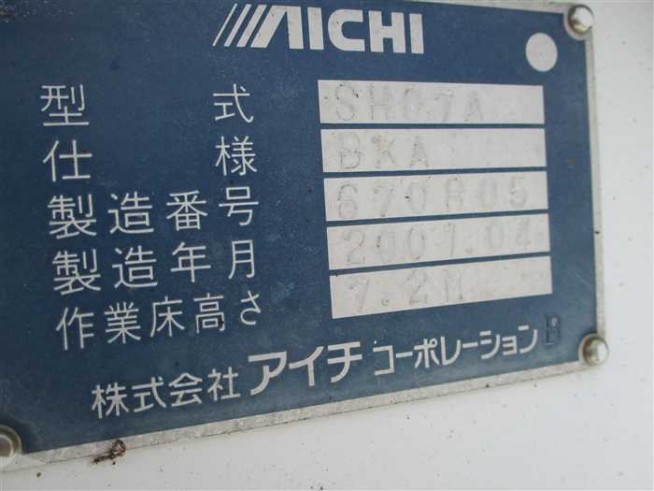 AICHI
型式 SH07A
仕様 BKA
製造番号 670805
製造年月 2007.04
作業床高さ 7.2M
株式会社 アイチ コーポレーション B